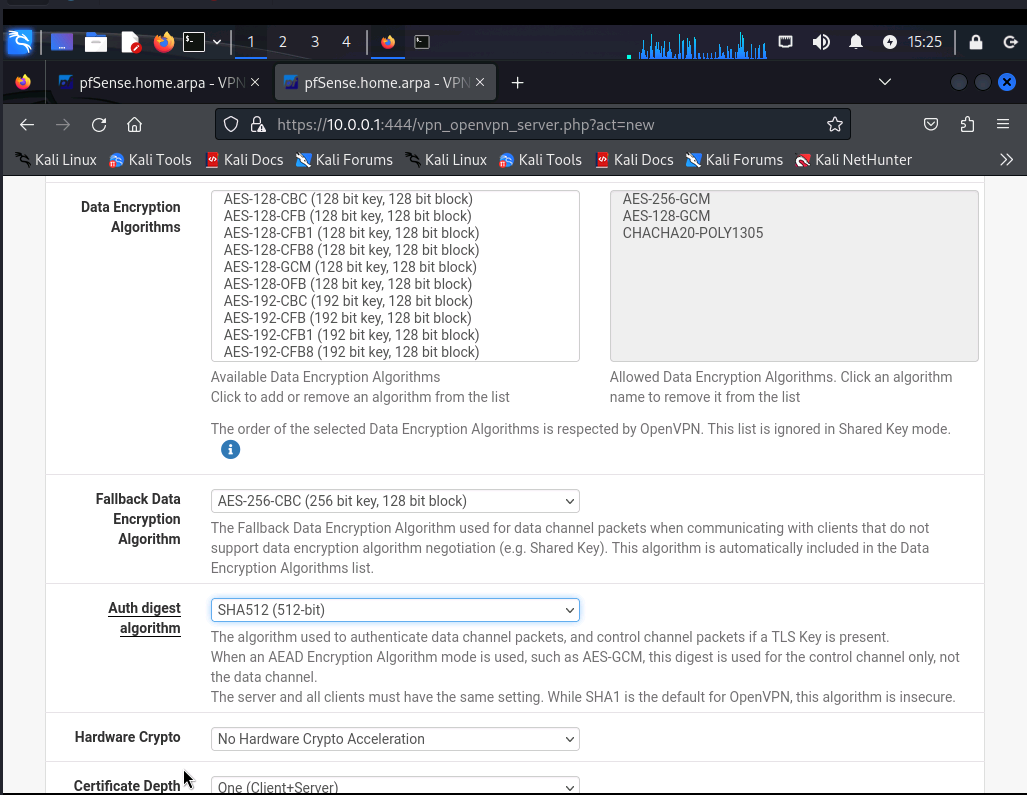 1 2 3 4 15:25
pfSense.home.arpa - VPN pfSense.home.arpa - VPN
https://10.0.0.1:444/vpn_openvpn_server.php?act=new
Kali Linux Kali Tools Kali Docs Kali Forums Kali Linux Kali Tools Kali Docs Kali Forums Kali NetHunter
Data Encryption
Algorithms
AES-128-CBC (128 bit key, 128 bit block)
AES-128-CFB (128 bit key, 128 bit block)
AES-128-CFB1 (128 bit key, 128 bit block)
AES-128-CFB8 (128 bit key, 128 bit block)
AES-128-GCM (128 bit key, 128 bit block)
AES-128-OFB (128 bit key, 128 bit block)
AES-192-CBC (192 bit key, 128 bit block)
AES-192-CFB (192 bit key, 128 bit block)
AES-192-CFB1 (192 bit key, 128 bit block)
AES-192-CFB8 (192 bit key, 128 bit block)
Available Data Encryption Algorithms
Click to add or remove an algorithm from the list
AES-256-GCM
AES-128-GCM
CHACHA20-POLY1305
Allowed Data Encryption Algorithms. Click an algorithm
name to remove it from the list
The order of the selected Data Encryption Algorithms is respected by OpenVPN. This list is ignored in Shared Key mode.
Fallback Data
Encryption
Algorithm
AES-256-CBC (256 bit key, 128 bit block)
The Fallback Data Encryption Algorithm used for data channel packets when communicating with clients that do not
support data encryption algorithm negotiation (e.g. Shared Key). This algorithm is automatically included in the Data
Encryption Algorithms list.
Auth digest
algorithm
SHA512 (512-bit)
The algorithm used to authenticate data channel packets, and control channel packets if a TLS Key is present.
When an AEAD Encryption Algorithm mode is used, such as AES-GCM, this digest is used for the control channel only, not
the data channel.
The server and all clients must have the same setting. While SHA1 is the default for OpenVPN, this algorithm is insecure.
Hardware Crypto
No Hardware Crypto Acceleration
Certificate Depth
One (Client+Server)